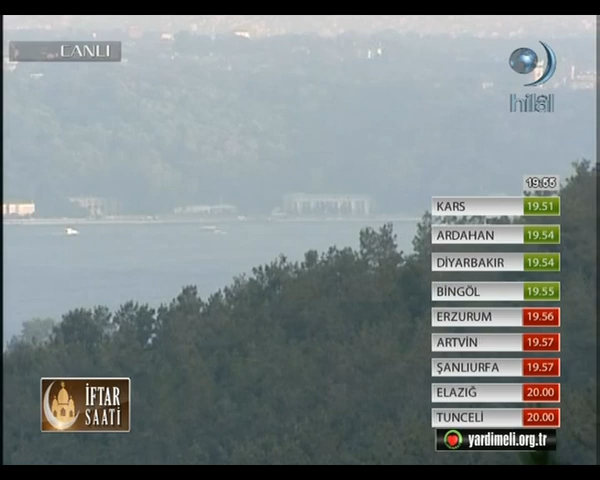 CANLI
hilal
19:55
KARS 19.51
ARDAHAN 19.54
DİYARBAKIR 19.54
BİNGÖL 19.55
ERZURUM 19.56
ARTVİN 19.57
ŞANLIURFA 19.57
ELAZIĞ 20.00
TUNCELİ 20.00
İFTAR
SAATİ
yardimeli.org.tr